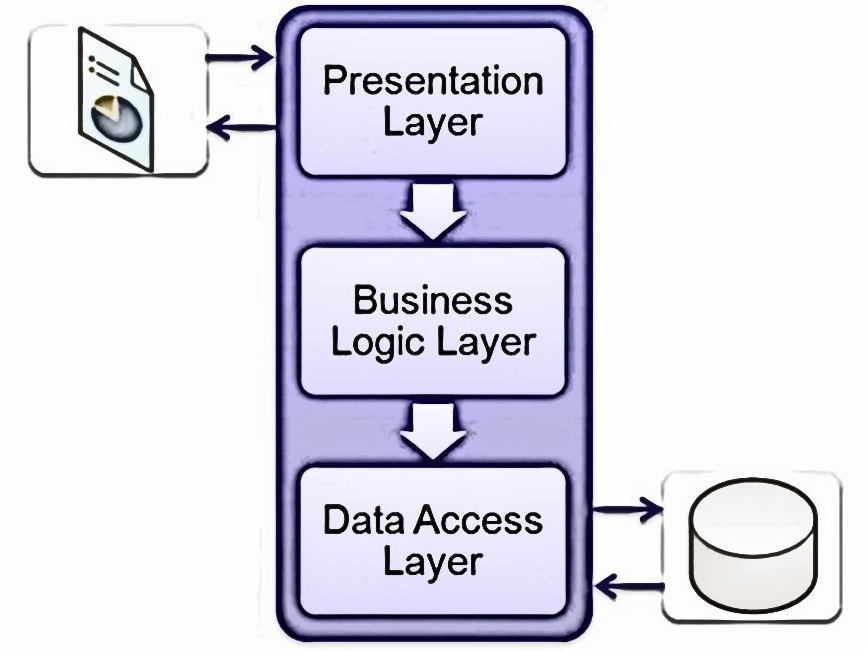 Presentation
Layer
Business
Logic Layer
Data Access
Layer